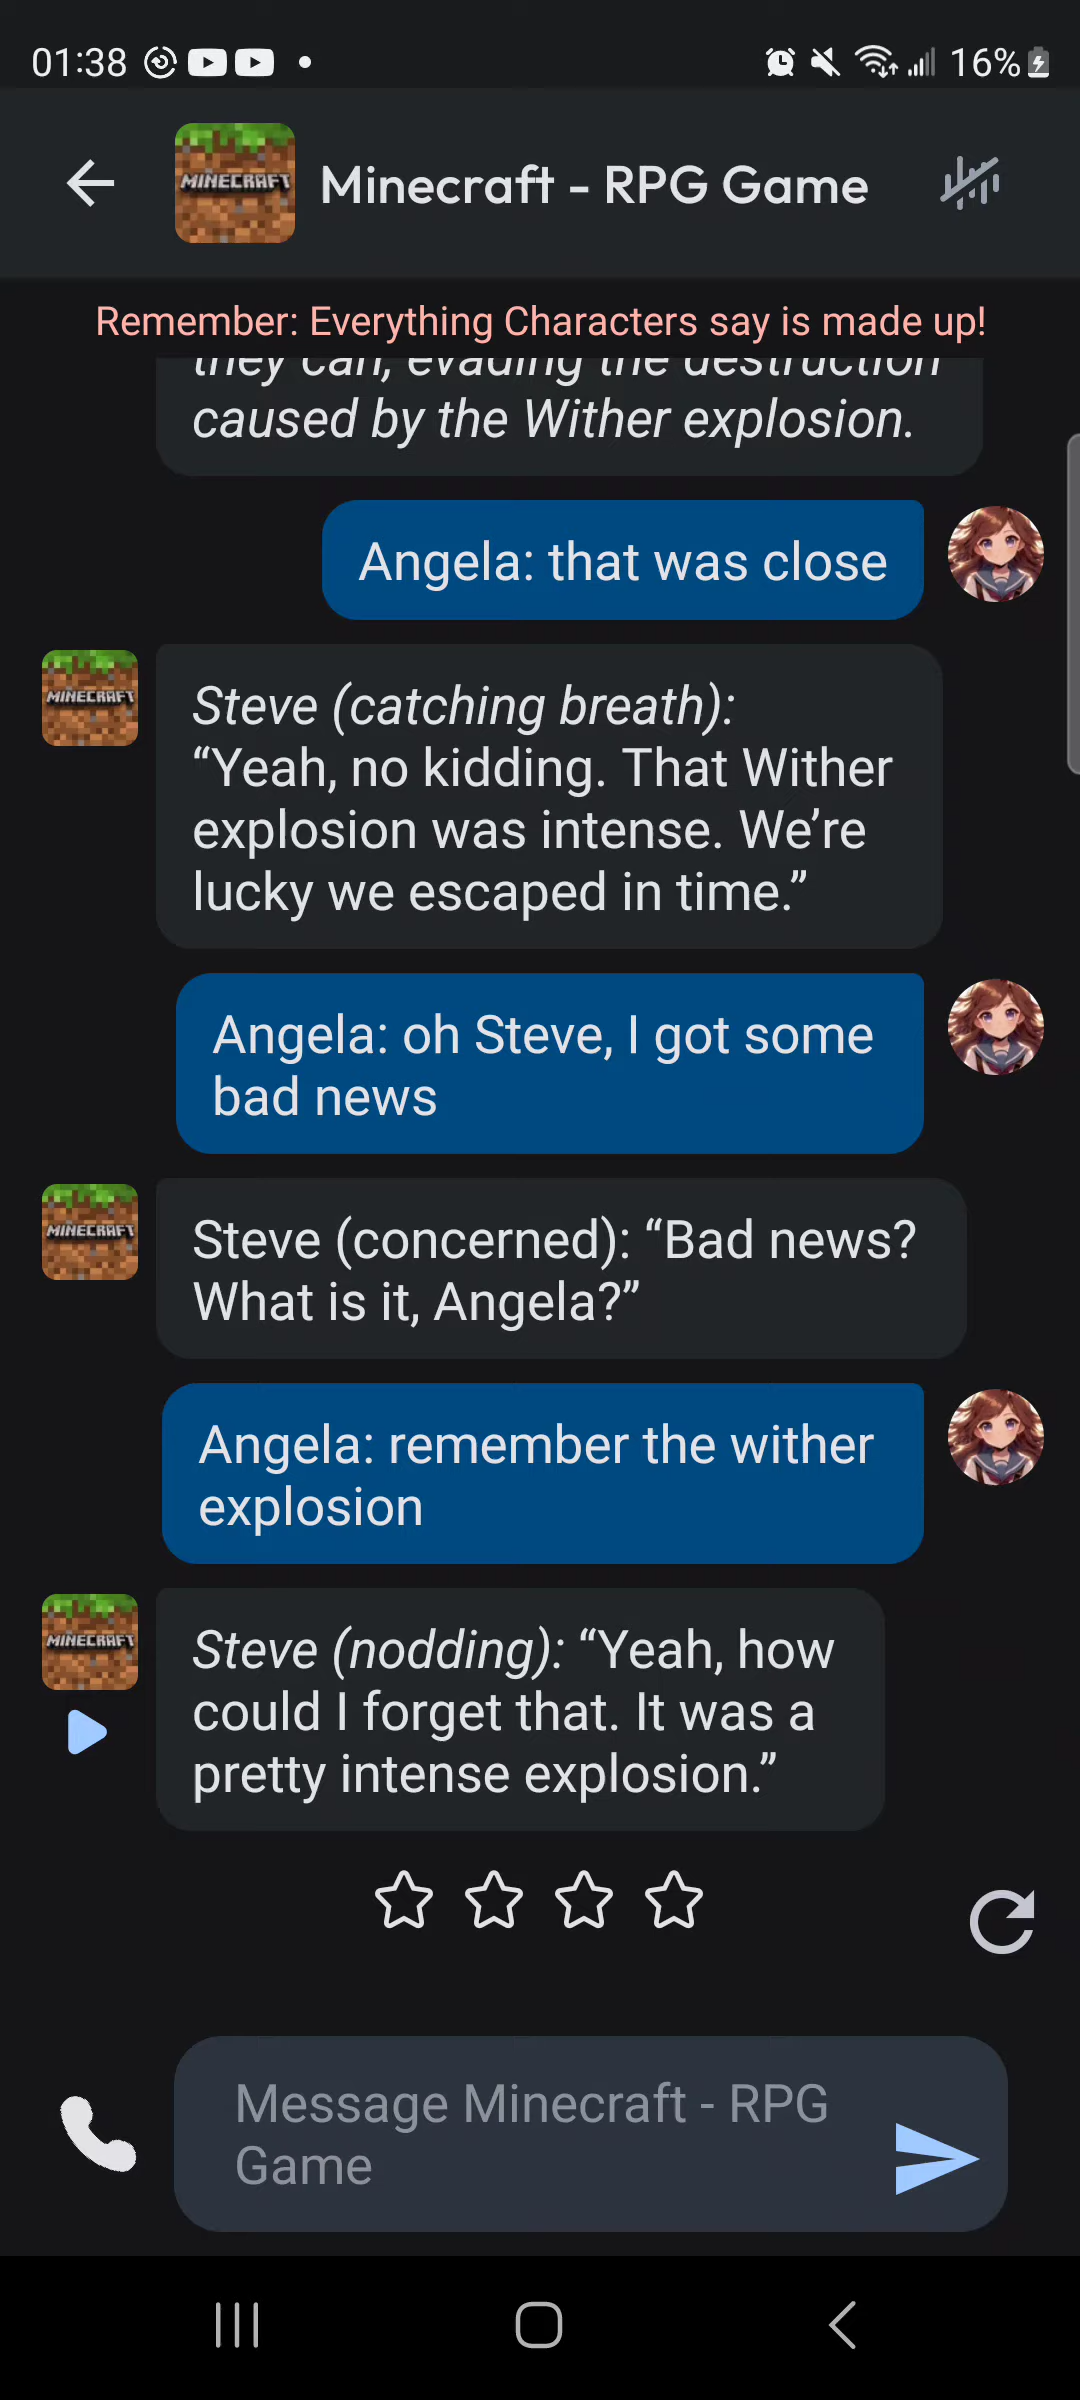 01:38
16%
MINECRAFT
Minecraft - RPG Game
Remember: Everything Characters say is made up!
they can, evading the destruction
caused by the Wither explosion.
Angela: that was close
MINECRAFT
Steve (catching breath):
“Yeah, no kidding. That Wither
explosion was intense. We’re
lucky we escaped in time.”
Angela: oh Steve, I got some
bad news
MINECRAFT
Steve (concerned): “Bad news?
What is it, Angela?”
Angela: remember the wither
explosion
MINECRAFT
Steve (nodding): “Yeah, how
could I forget that. It was a
pretty intense explosion.”
Message Minecraft - RPG
Game